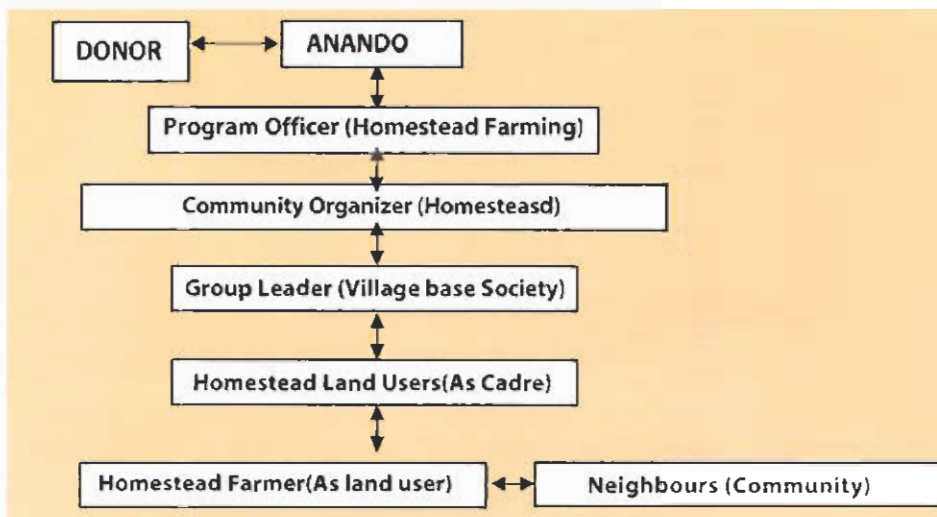 DONOR
ANANDO
Program Officer (Homestead Farming)
Community Organizer (Homesteasd)
Group Leader (Village base Society)
Homestead Land Users(As Cadre)
Homestead Farmer(As land user)
Neighbours (Community)